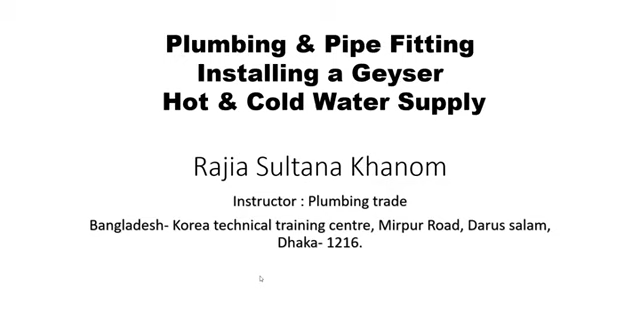 Plumbing & Pipe Fitting
Installing a Geyser
Hot & Cold Water Supply
Rajia Sultana Khanom
Instructor : Plumbing trade
Bangladesh- Korea technical training centre, Mirpur Road, Darus salam,
Dhaka- 1216.